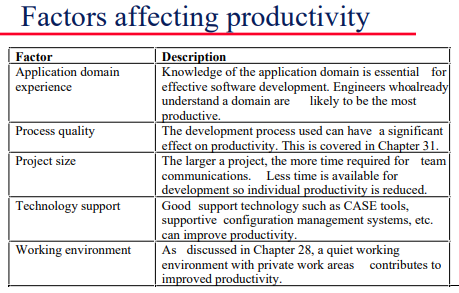 Factors affecting productivity
Factor Description
Application domain Knowledge of the application domain is essential for
experience effective software development. Engineers whoalready
understand a domain are likely to be the most
productive.
Process quality The development process used can have a significant
effect on productivity. This is covered in Chapter 31.
Project size The larger a project, the more time required for team
communications. Less time is available for
development so individual productivity is reduced.
Technology support Good support technology such as CASE tools,
supportive configuration management systems, etc.
can improve productivity.
Working environment As discussed in Chapter 28, a quiet working
environment with private work areas contributes to
improved productivity.